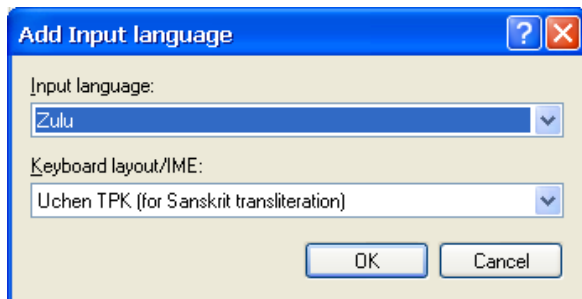 Add Input language
Input language:
Zulu
Keyboard layout/IME:
Uchen TPK (for Sanskrit transliteration)
OK Cancel